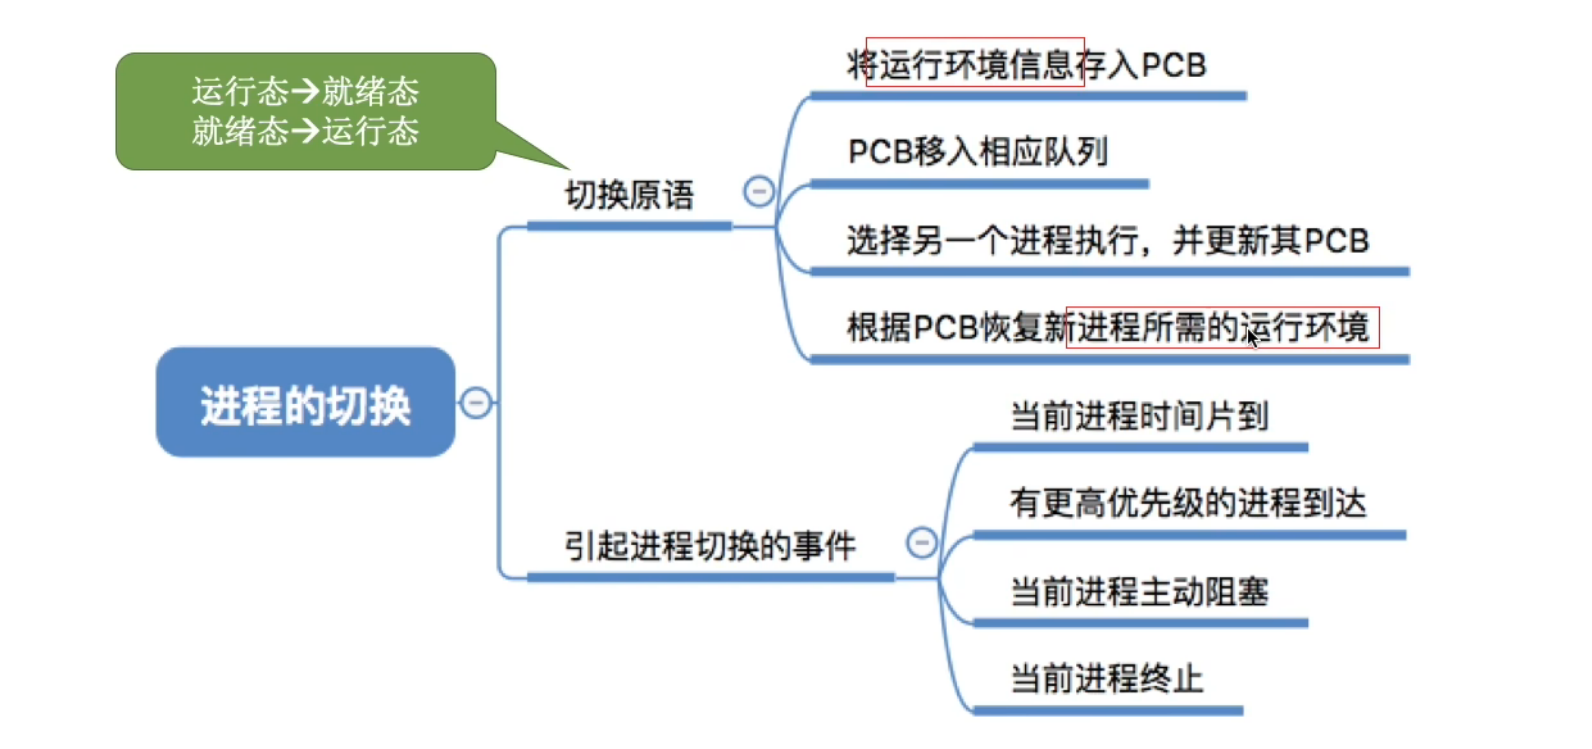 运行态→就绪态
就绪态→运行态
将运行环境信息存入PCB
PCB移入相应队列
切换原语
选择另一个进程执行，并更新其PCB
根据PCB恢复新进程所需的运行环境
进程的切换
当前进程时间片到
有更高优先级的进程到达
引起进程切换的事件
当前进程主动阻塞
当前进程终止